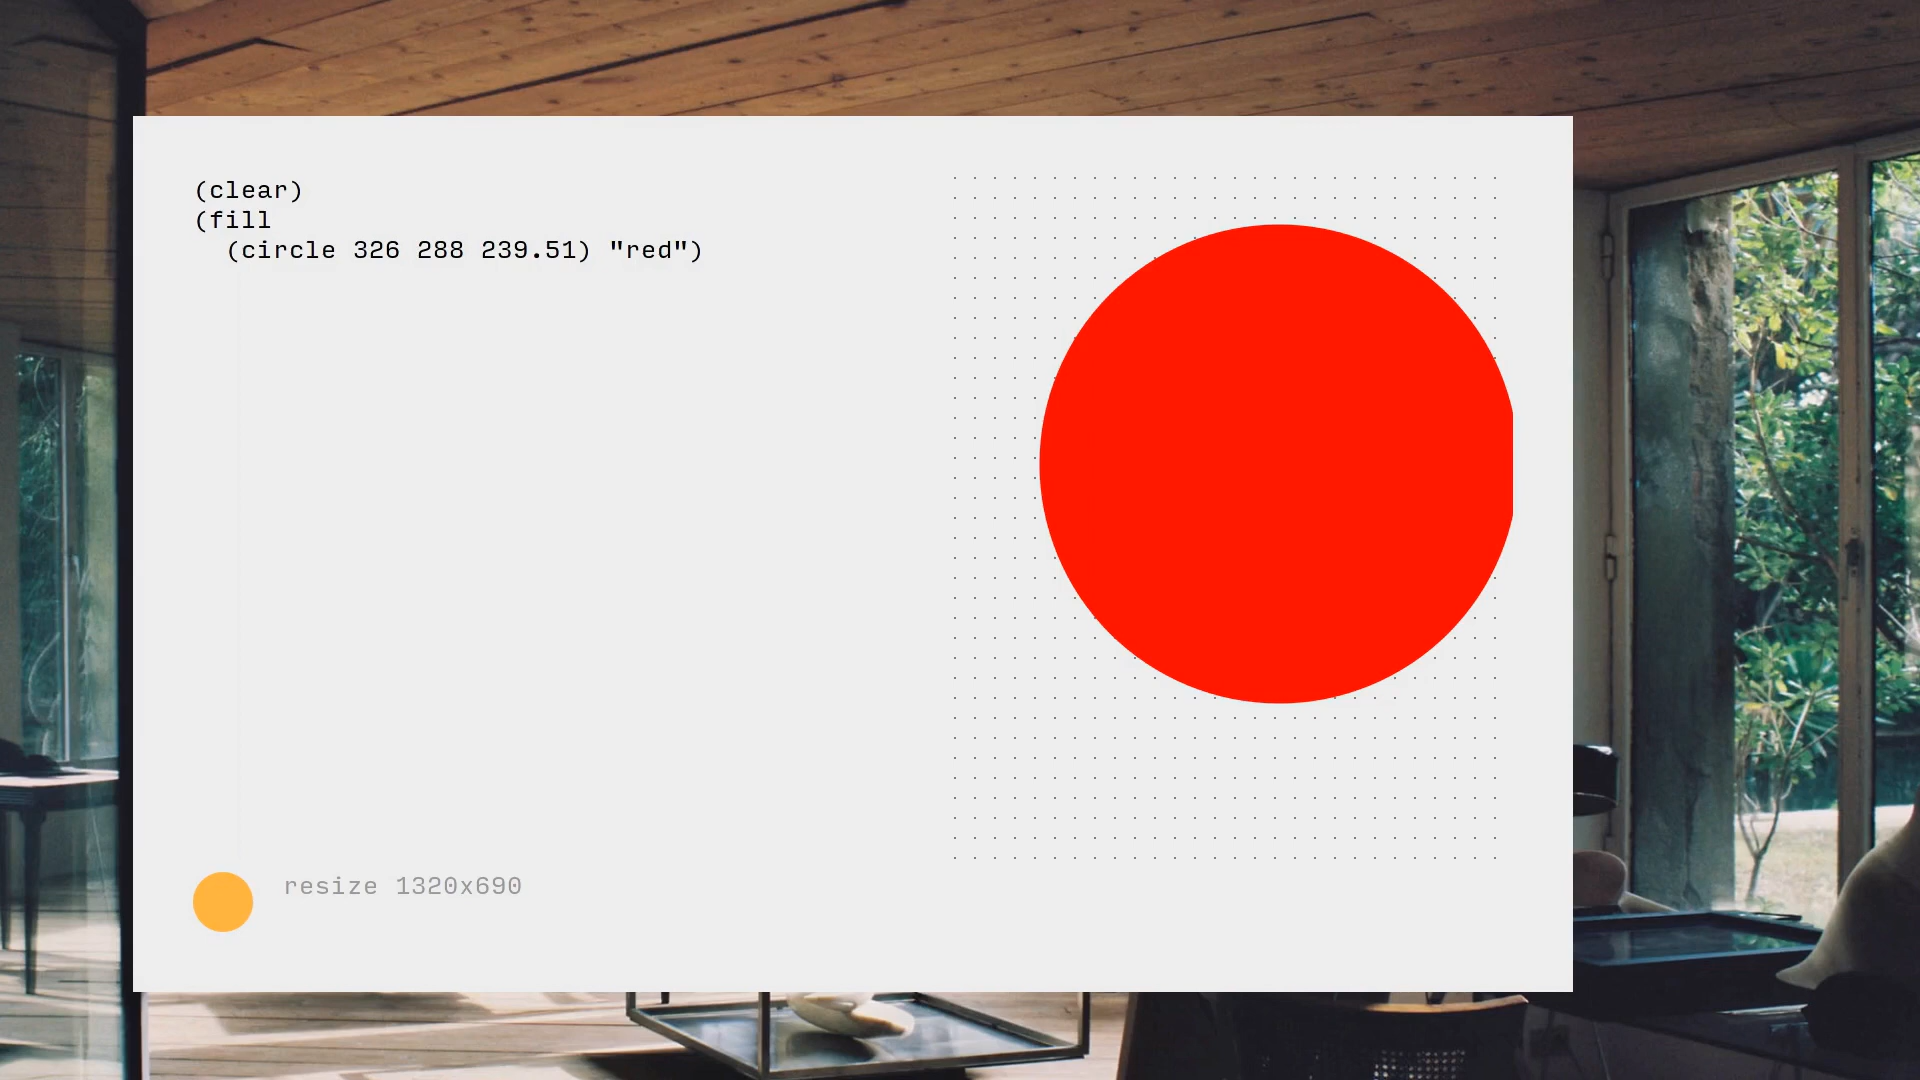 (clear)
(fill
  (circle 326 288 239.51) "red")
resize 1320x690